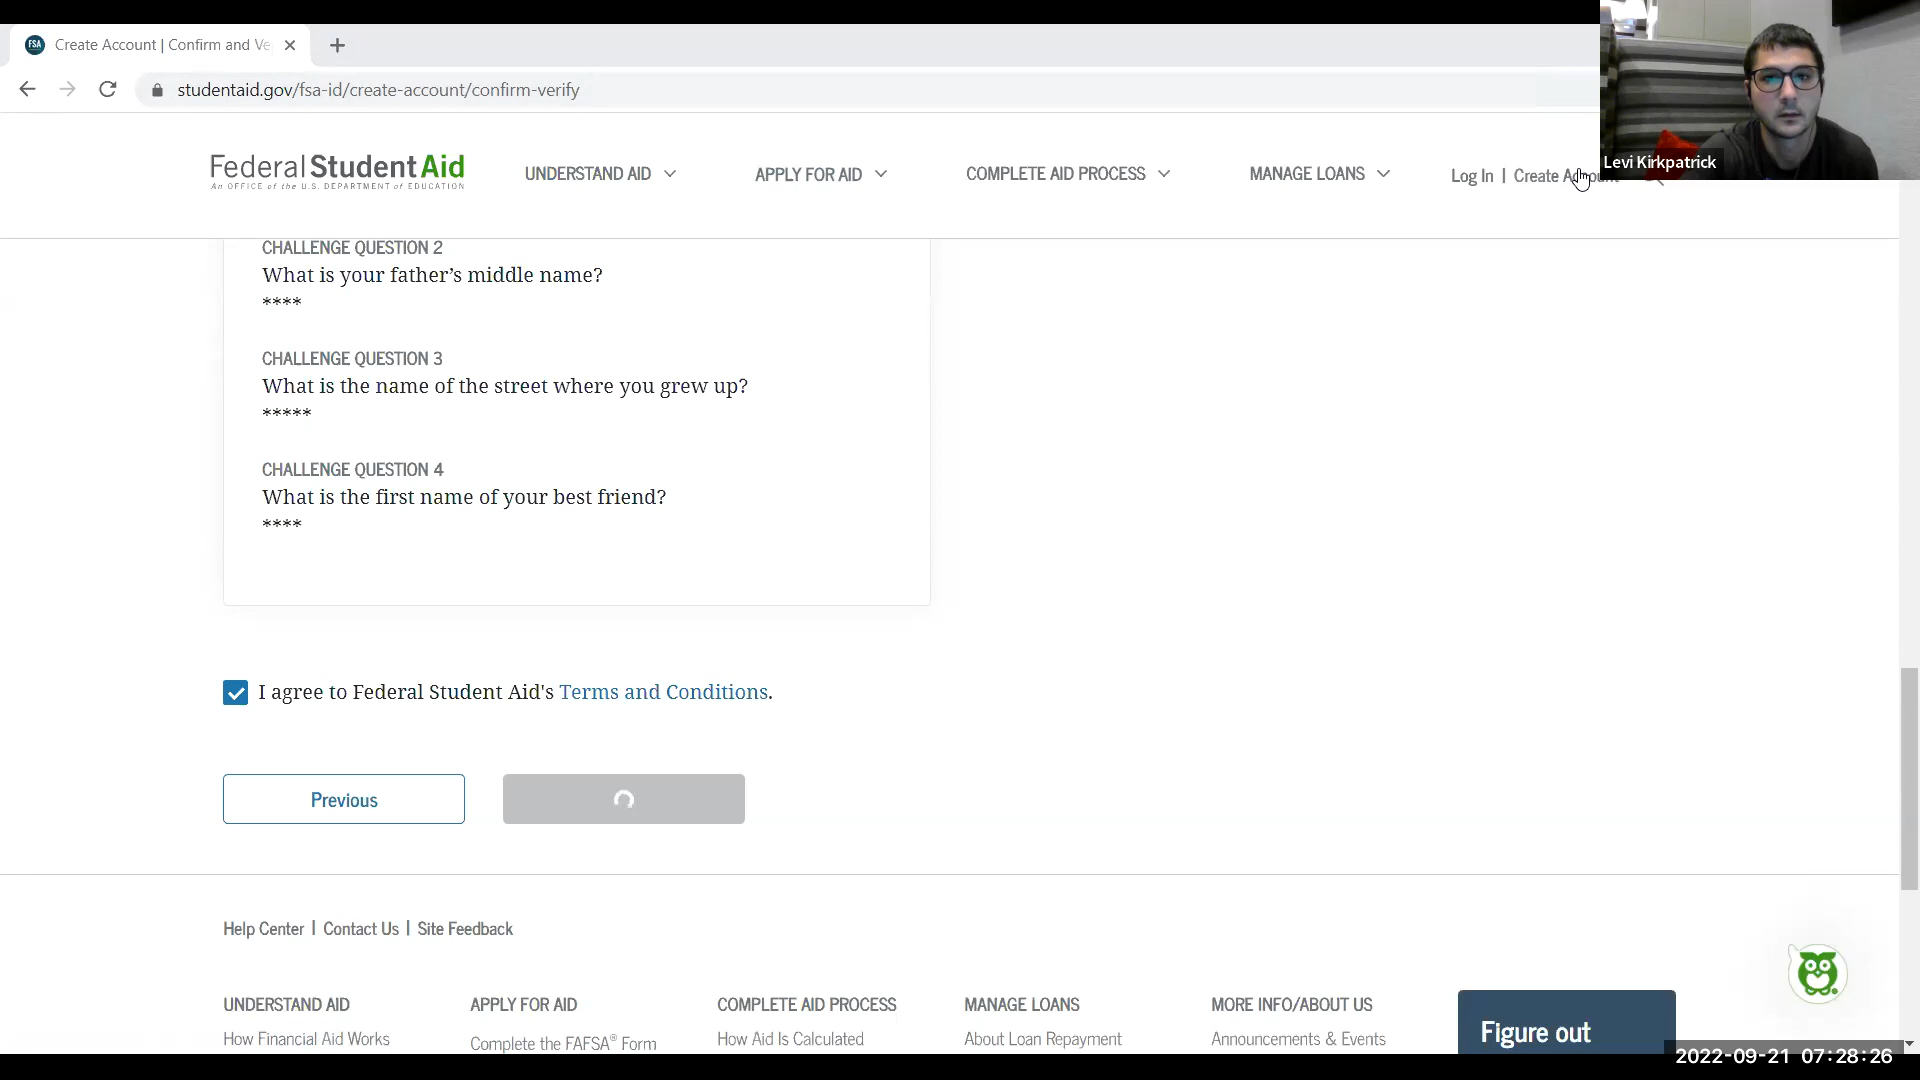 Create Account | Confirm and Ve
studentaid.gov/fsa-id/create-account/confirm-verify
Levi Kirkpatrick
Federal StudentAid
An OFFICE of the U.S. DEPARTMENT of EDUCATION
UNDERSTAND AID
APPLY FOR AID
COMPLETE AID PROCESS
MANAGE LOANS
Log In | Create Account
CHALLENGE QUESTION 2
What is your father’s middle name?
****
CHALLENGE QUESTION 3
What is the name of the street where you grew up?
*****
CHALLENGE QUESTION 4
What is the first name of your best friend?
****
I agree to Federal Student Aid's Terms and Conditions.
Previous
Help Center | Contact Us | Site Feedback
UNDERSTAND AID
How Financial Aid Works
APPLY FOR AID
Complete the FAFSA® Form
COMPLETE AID PROCESS
How Aid Is Calculated
MANAGE LOANS
About Loan Repayment
MORE INFO/ABOUT US
Announcements & Events
Figure out
2022-09-21 07:28:26